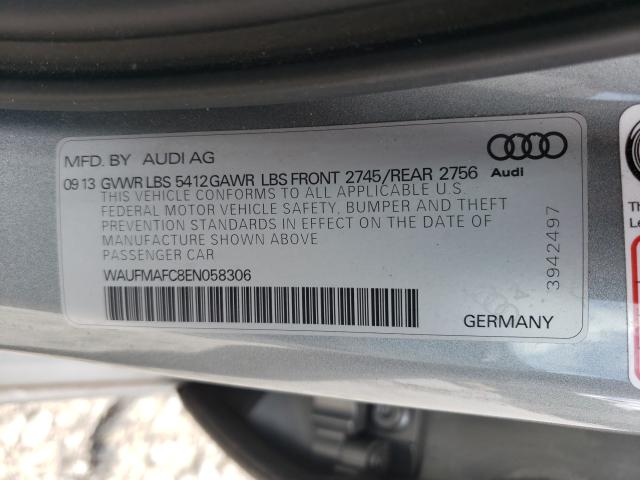 MFD. BY AUDI AG
09 13 GVWR LBS 5412 GAWR LBS FRONT 2745/REAR 2756
Audi
THIS VEHICLE CONFORMS TO ALL APPLICABLE U.S.
FEDERAL MOTOR VEHICLE SAFETY, BUMPER AND THEFT
PREVENTION STANDARDS IN EFFECT ON THE DATE OF
MANUFACTURE SHOWN ABOVE
PASSENGER CAR
WAUFMAFC8EN058306
3942497
GERMANY